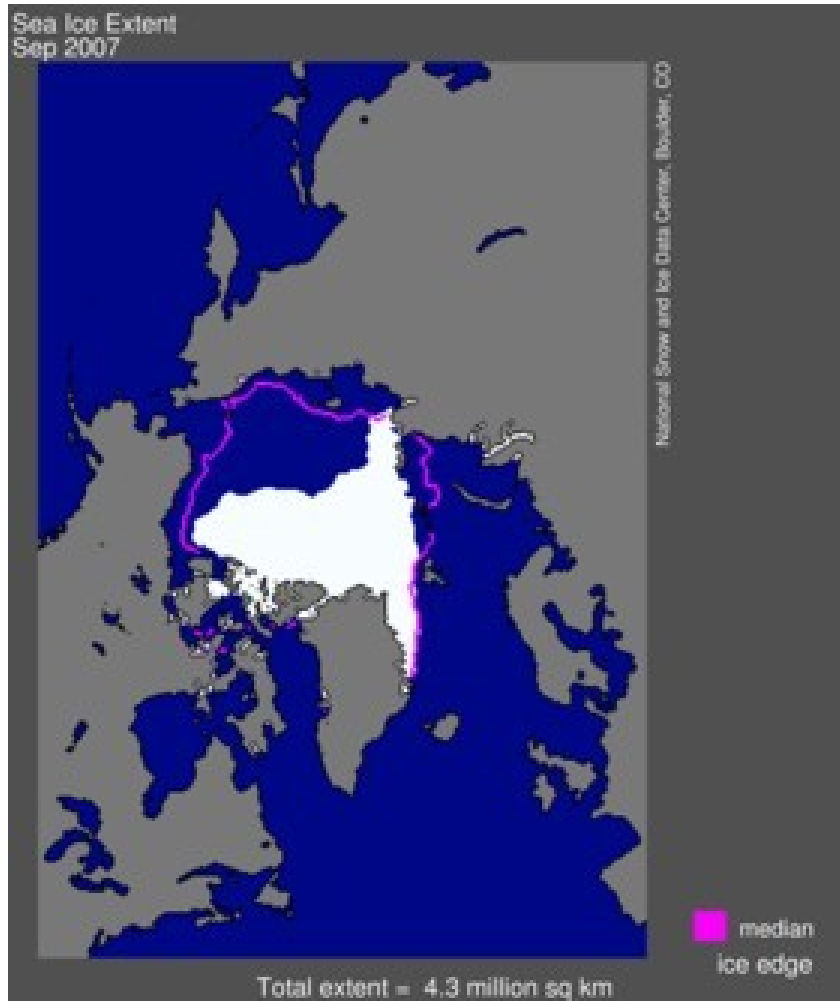 Sea Ice Extent
Sep 2007
National Snow and Ice Data Center, Boulder, CO
median
ice edge
Total extent = 4.3 million sq km